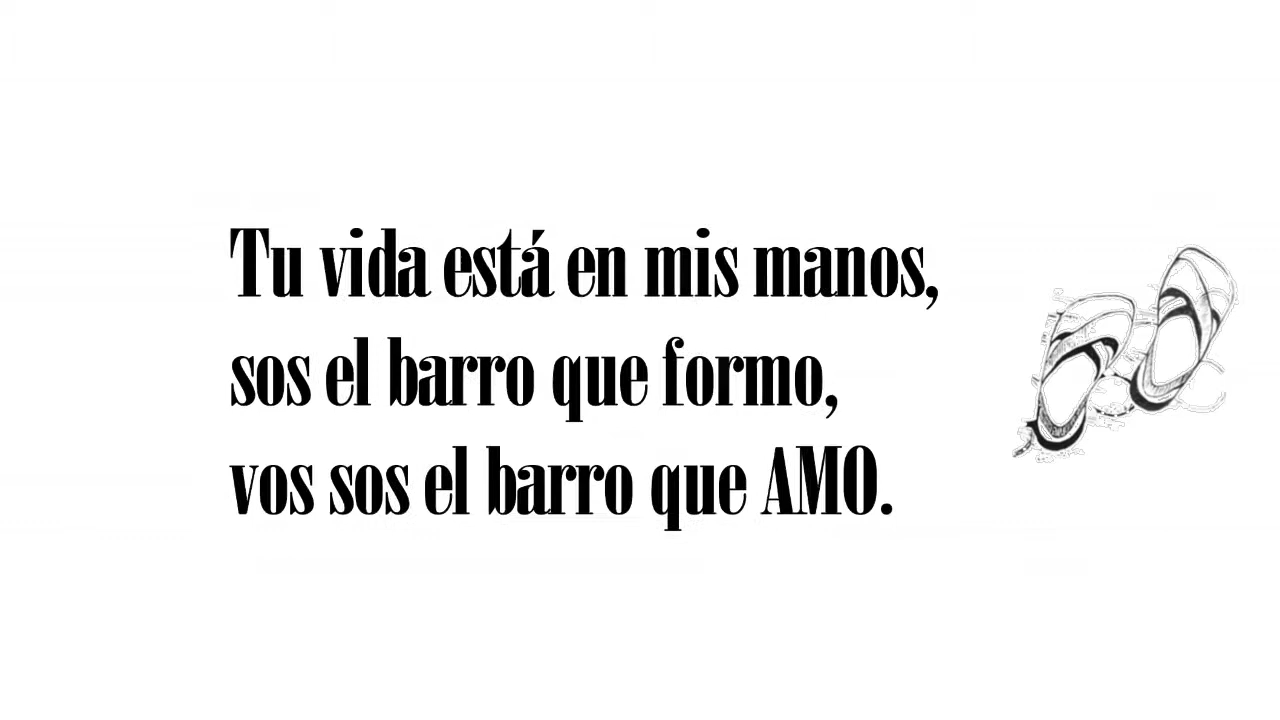 Tu vida está en mis manos,
sos el barro que formo,
vos sos el barro que AMO.